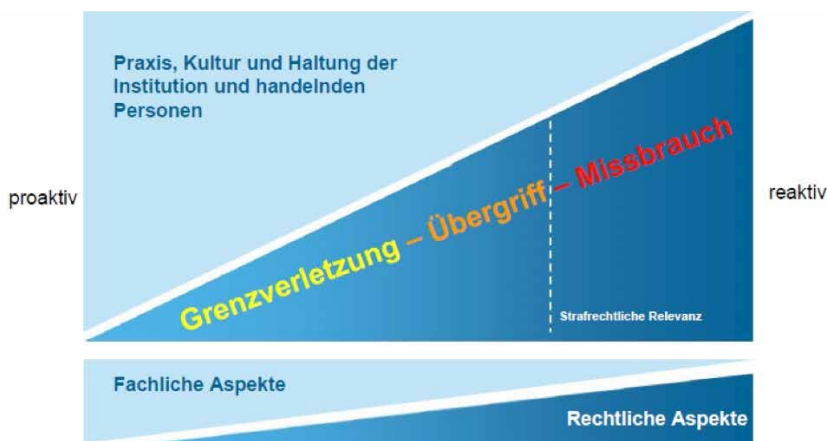 Praxis, Kultur und Haltung der
Institution und handelnden
Personen
proaktiv
reaktiv
Grenzverletzung – Übergriff – Missbrauch
Strafrechtliche Relevanz
Fachliche Aspekte
Rechtliche Aspekte